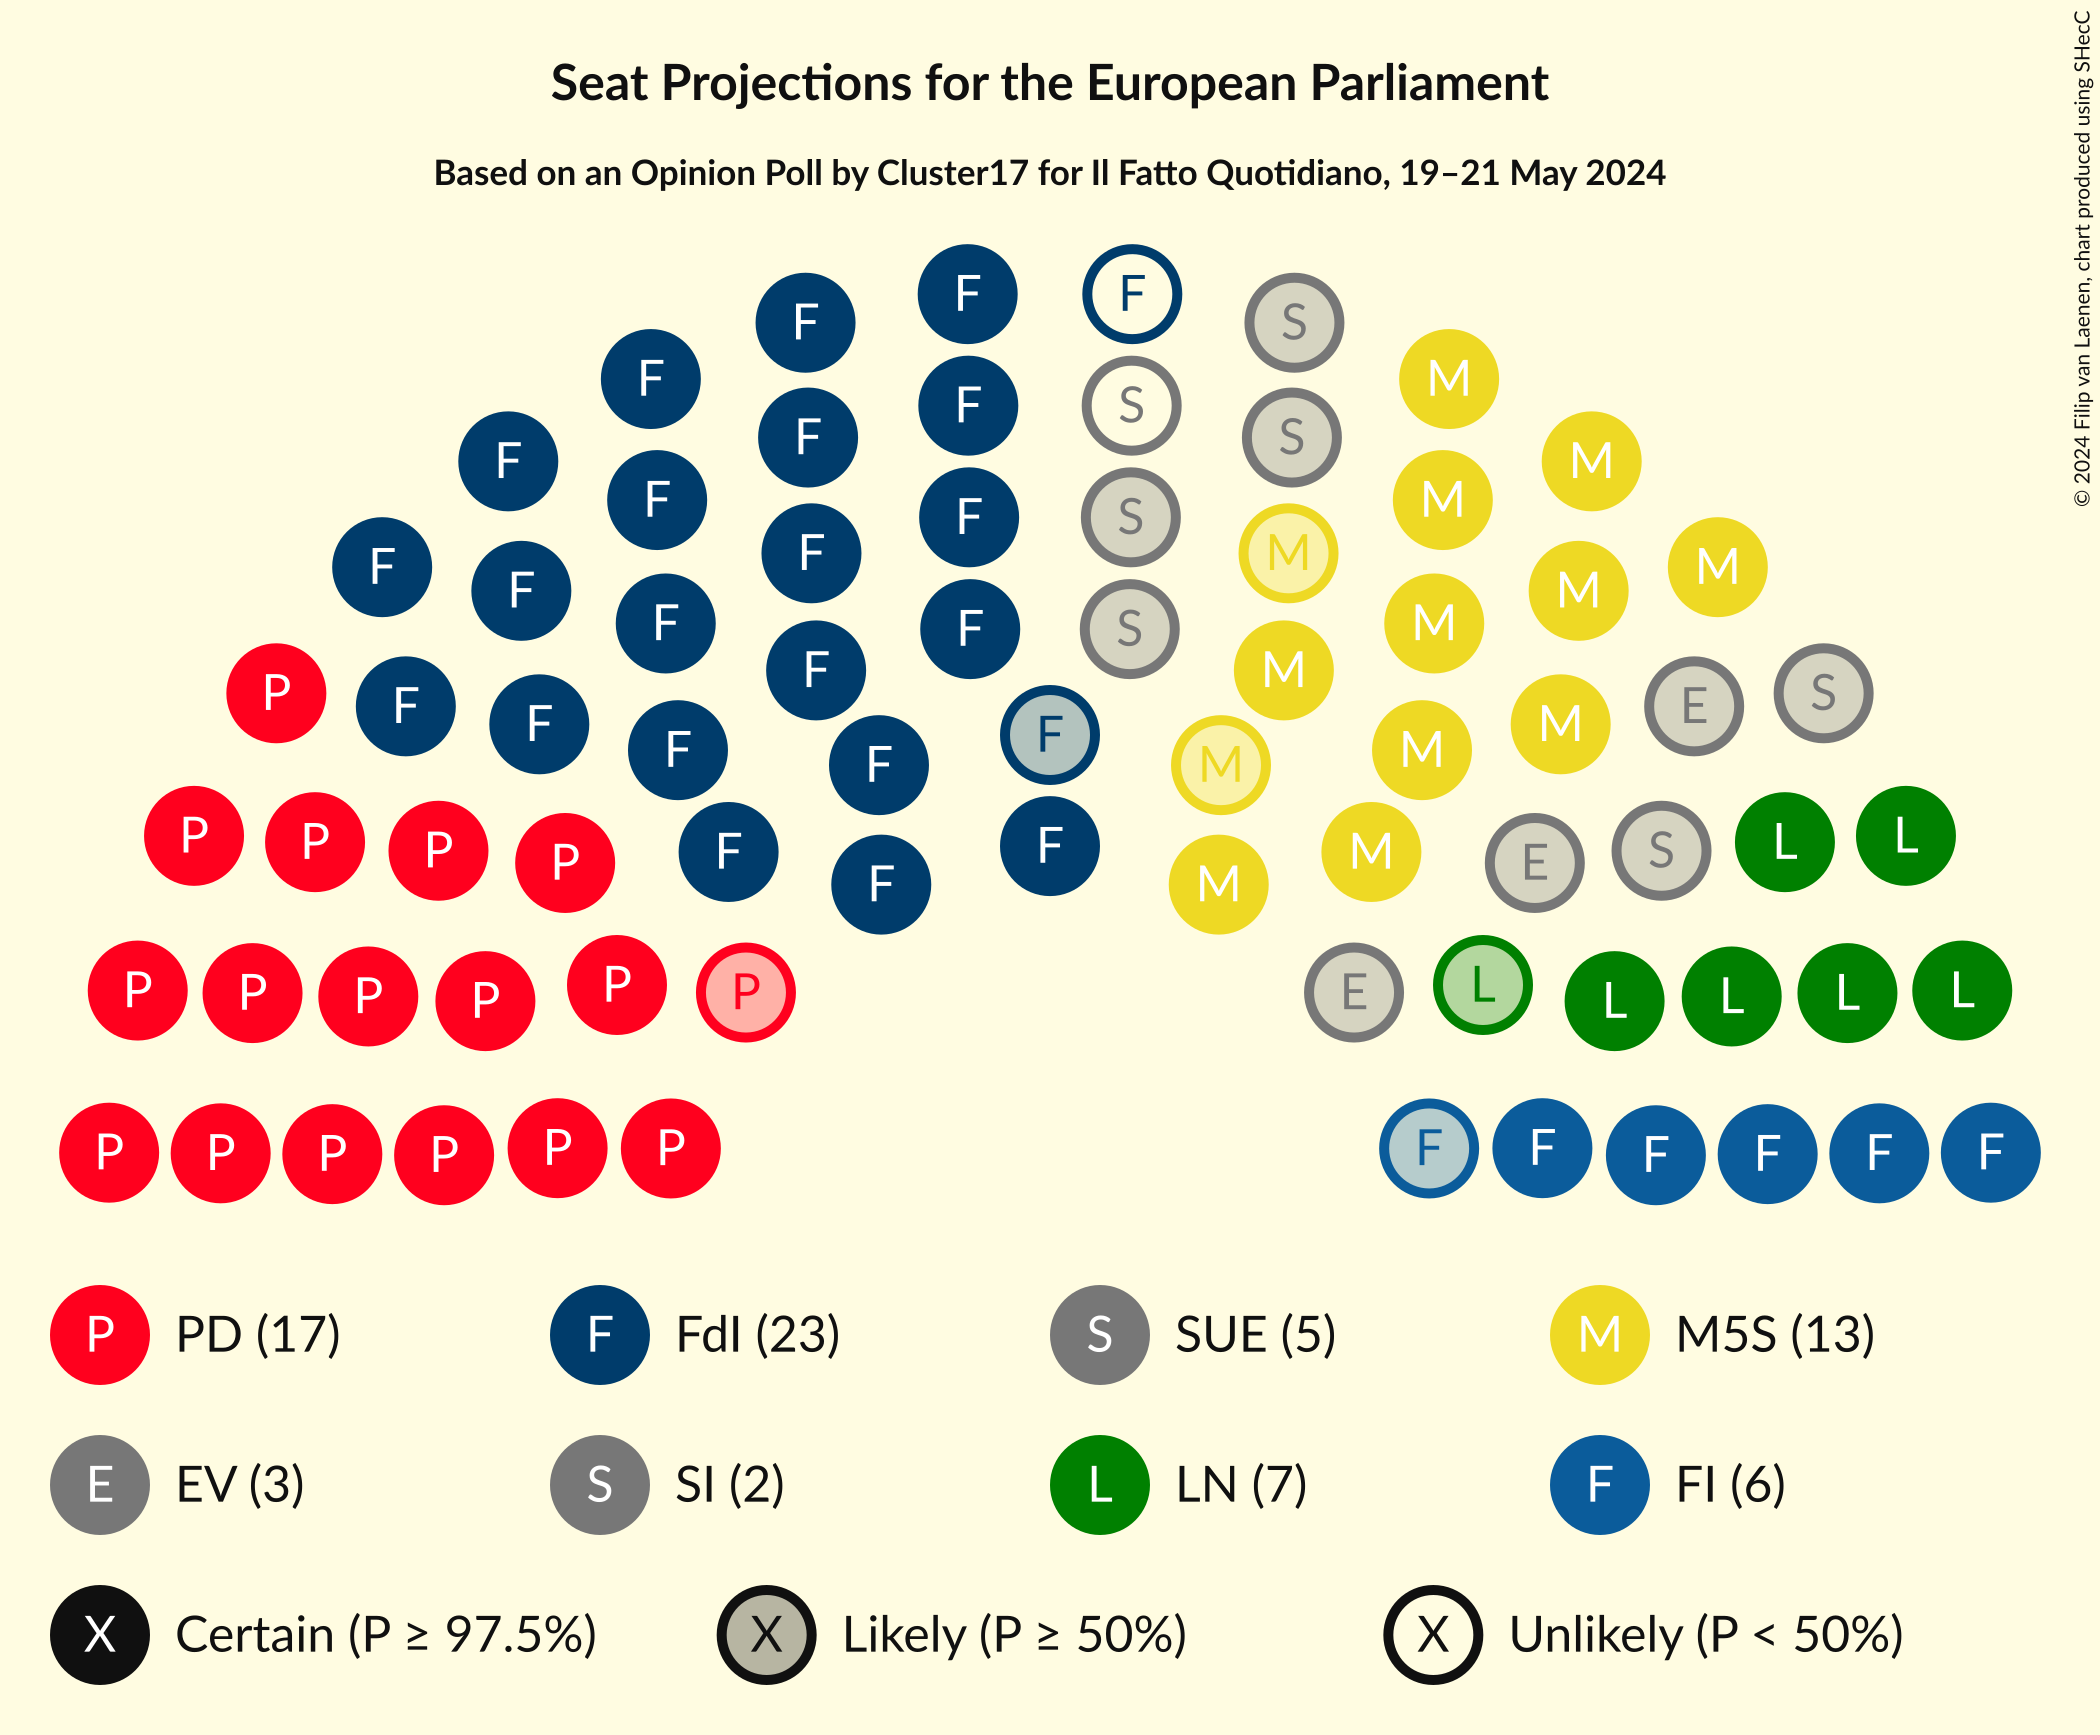 Seat Projections for the European Parliament
Based on an Opinion Poll by Cluster17 for Il Fatto Quotidiano, 19–21 May 2024
© 2024 Filip van Laenen, chart produced using SHecC
F F
F F S S
F F S M
F F S S M
F F F M M
F F S M M
F F M M
F F S M
F F M M
P F F F F F M M M E S
P P P P F F F M M E S L L
P P P P P P E L L L L L
P P P P P P F F F F F F
P PD (17) F FdI (23) S SUE (5) M M5S (13)
E EV (3) S SI (2) L LN (7) F FI (6)
X Certain (P ≥ 97.5%) X Likely (P ≥ 50%) X Unlikely (P < 50%)